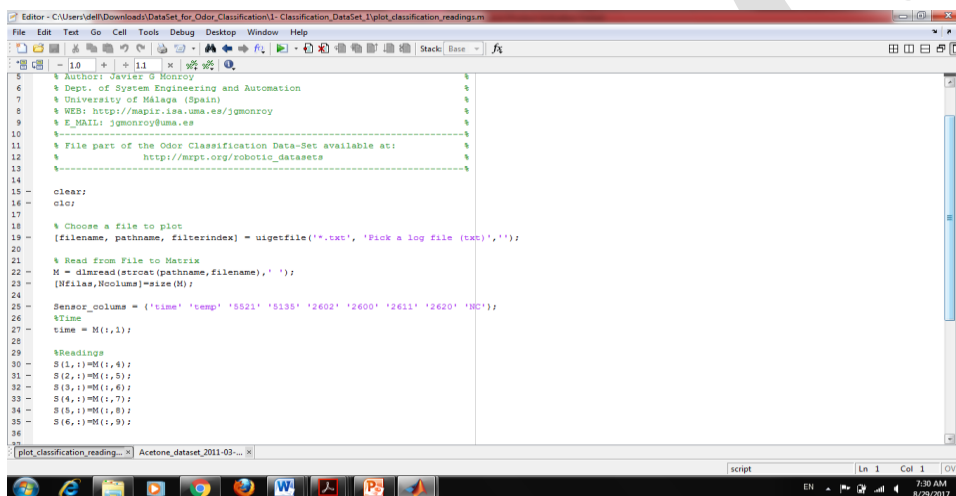 Editor - C:\Users\dell\Downloads\DataSet_for_Odor_Classification\1- Classification_DataSet_1\plot_classification_readings.m
File Edit Text Go Cell Tools Debug Desktop Window Help
Stack: Base fx
- 1.0 + ÷ 1.1 ×
5 % Author: Javier G Monroy %
6 % Dept. of System Engineering and Automation %
7 % University of Málaga (Spain) %
8 % WEB: http://mapir.isa.uma.es/jgmonroy %
9 % E_MAIL: jgmonroy@uma.es %
10 %-----------------------------------------------------------------%
11 % File part of the Odor Classification Data-Set available at: %
12 % http://mrpt.org/robotic_datasets %
13 %-----------------------------------------------------------------%
14
15 - clear;
16 - clc;
17
18 % Choose a file to plot
19 - [filename, pathname, filterindex] = uigetfile('*.txt', 'Pick a log file (txt)','');
20
21 % Read from File to Matrix
22 - M = dlmread(strcat(pathname,filename),' ');
23 - [Nfilas,Ncolums]=size(M);
24
25 - Sensor_colums = {'time' 'temp' '5521' '5135' '2602' '2600' '2611' '2620' 'NC'};
26 %Time
27 - time = M(:,1);
28
29 %Readings
30 - S(1,:)=M(:,4);
31 - S(2,:)=M(:,5);
32 - S(3,:)=M(:,6);
33 - S(4,:)=M(:,7);
34 - S(5,:)=M(:,8);
35 - S(6,:)=M(:,9);
36
37
plot_classification_reading... × Acetone_dataset_2011-03-... ×
script Ln 1 Col 1 OV
EN 7:30 AM
8/29/2017